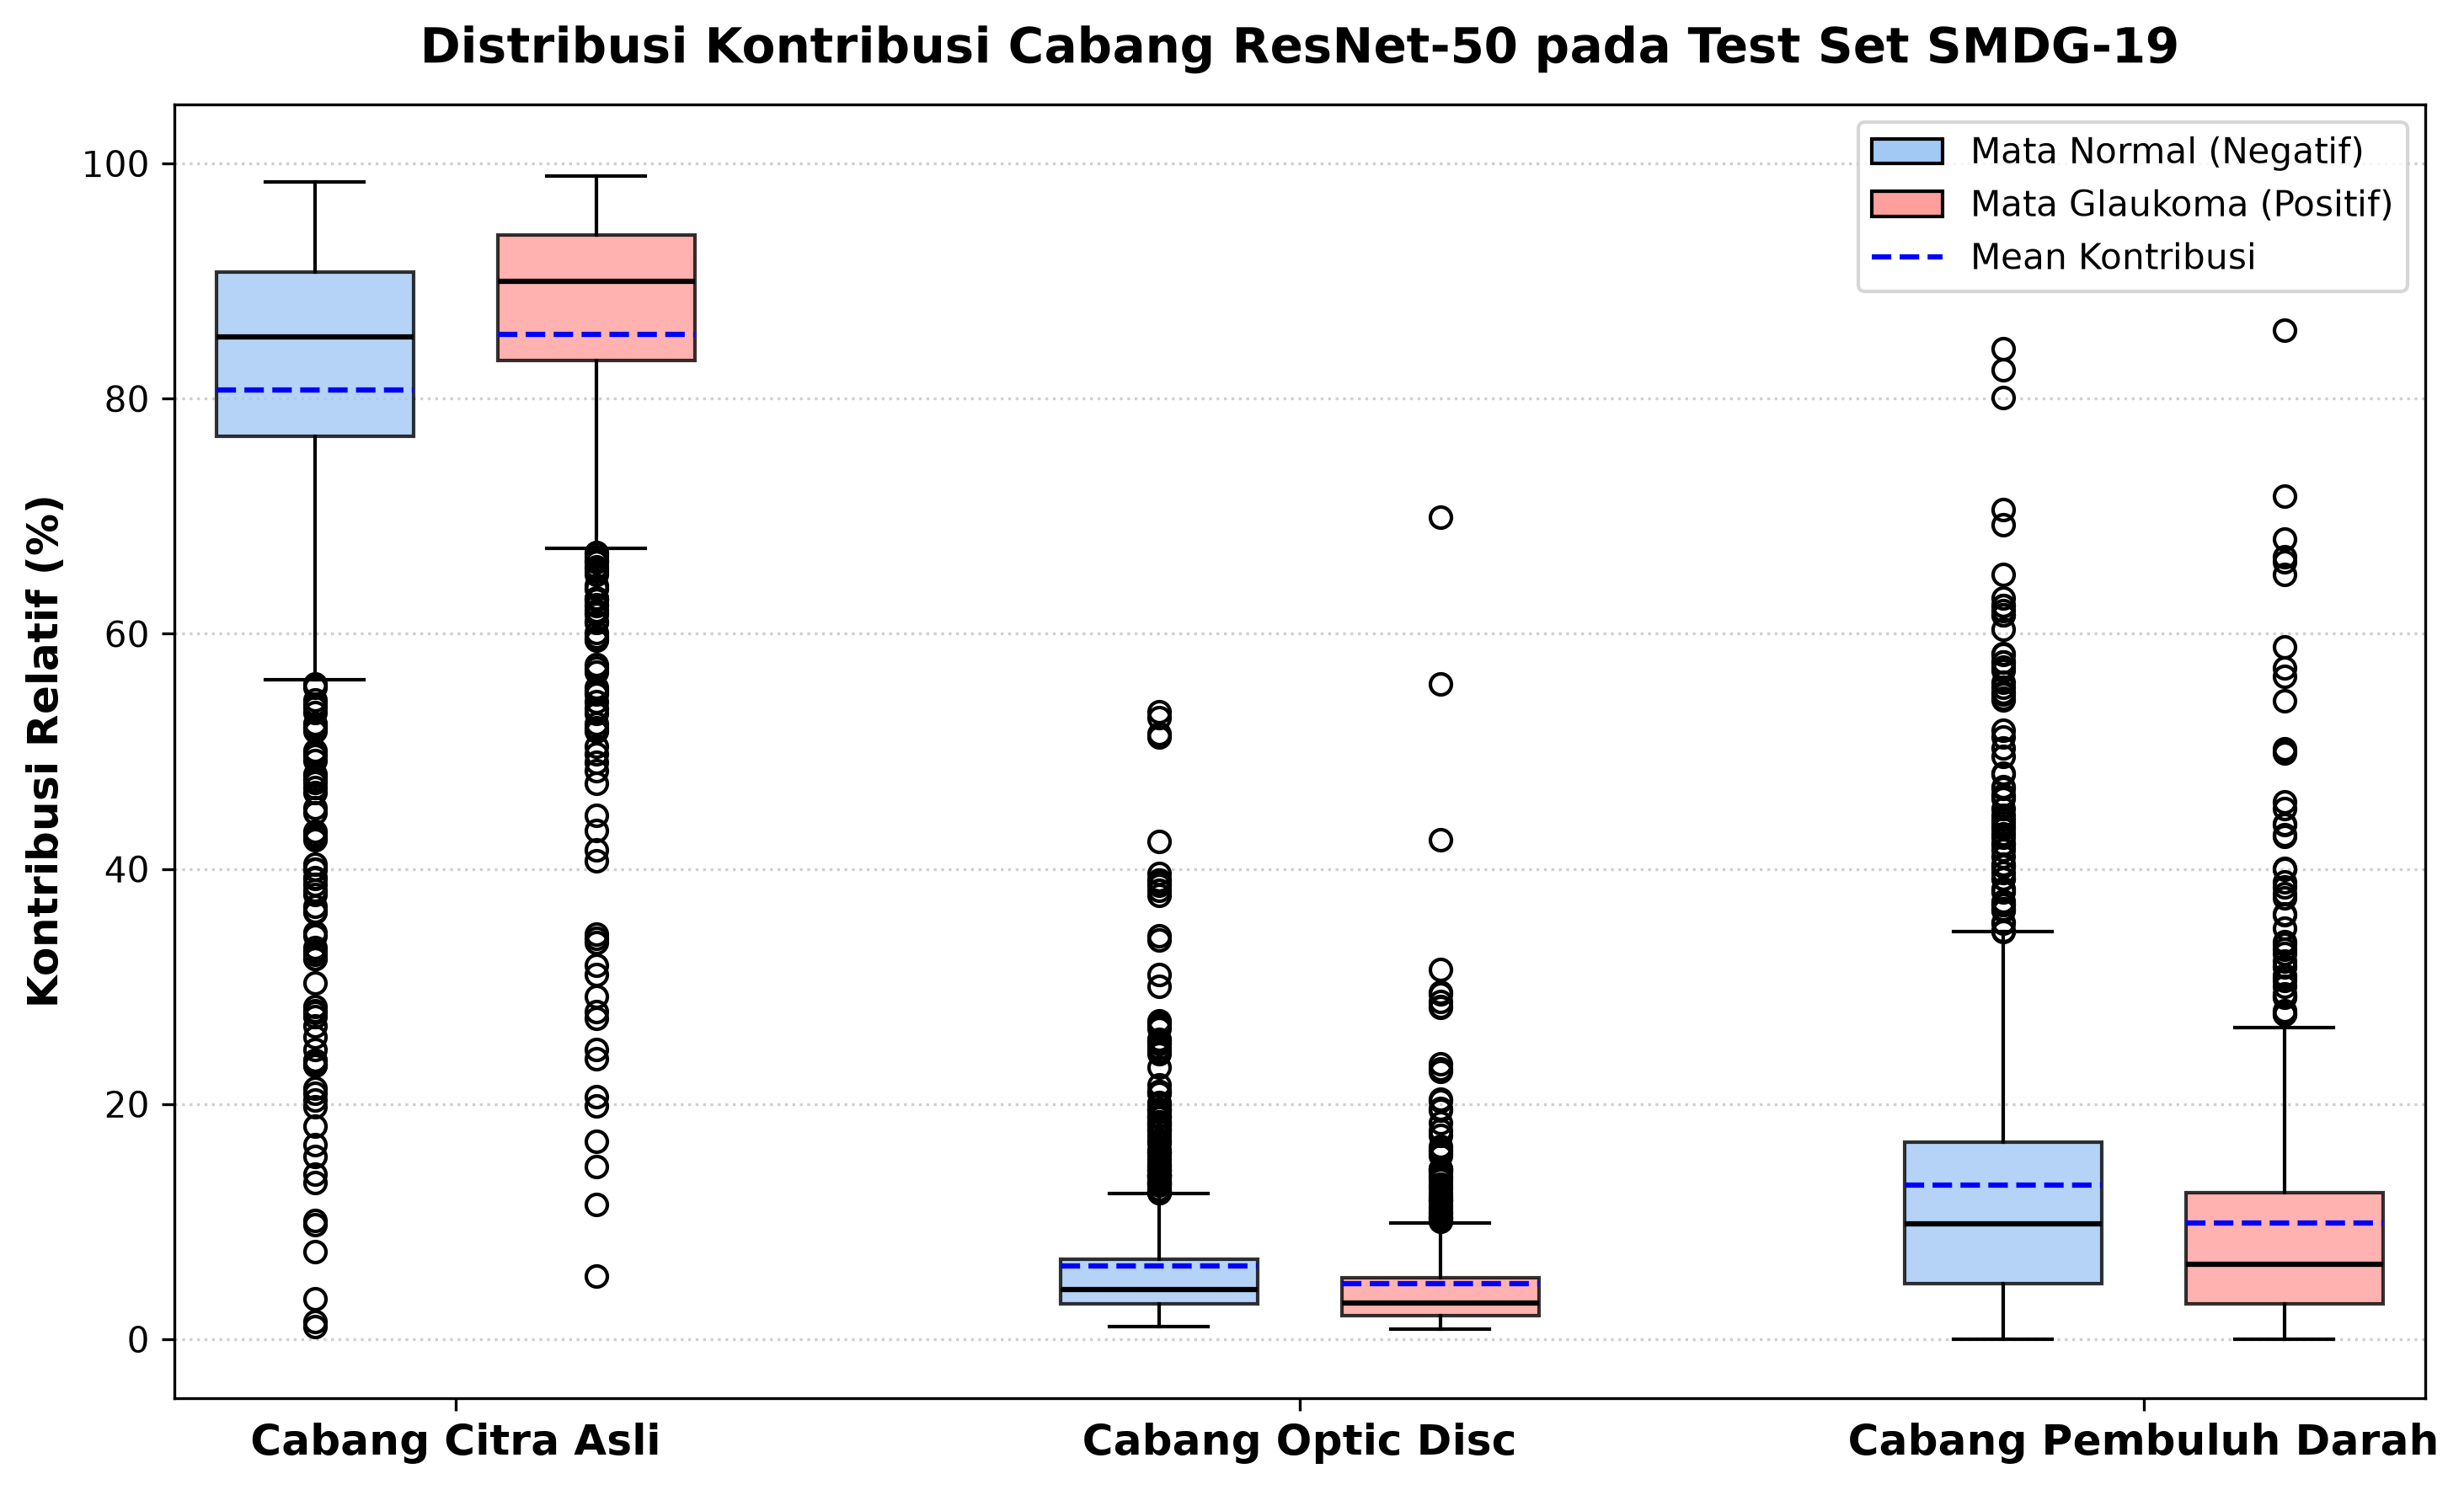 Distribusi Kontribusi Cabang ResNet-50 pada Test Set SMDG-19
Mata Normal (Negatif)
Mata Glaukoma (Positif)
Mean Kontribusi
Kontribusi Relatif (%)
100
80
60
40
20
0
Cabang Citra Asli
Cabang Optic Disc
Cabang Pembuluh Darah